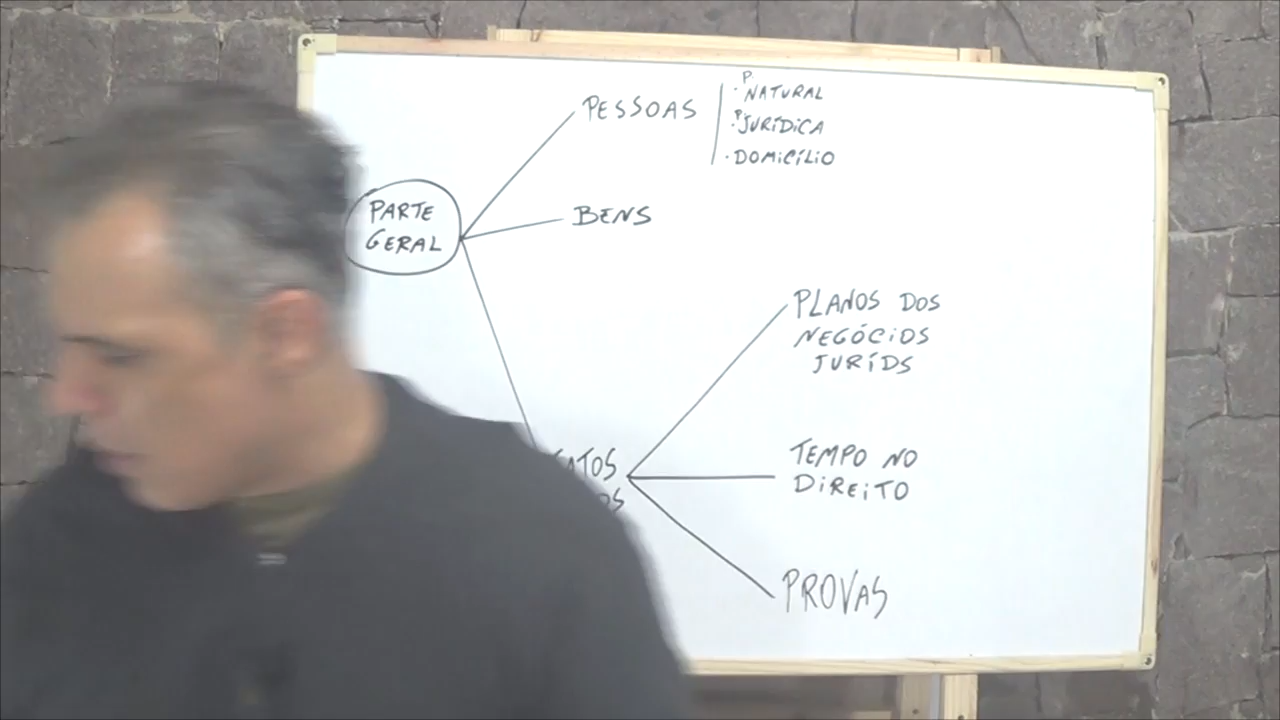 PESSOAS
P.
· NATURAL
P.
· JURÍDICA
· DOMICÍLIO
PARTE
GERAL
BENS
PLANOS DOS
NEGÓCIOS
JURÍDS
TEMPO NO
DIREITO
PROVAS